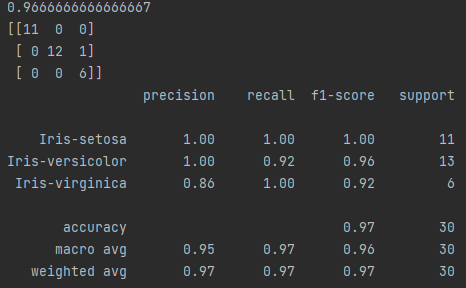 0.9666666666666667
[[11  0  0]
 [ 0 12  1]
 [ 0  0  6]]
                 precision    recall  f1-score   support

    Iris-setosa       1.00      1.00      1.00        11
Iris-versicolor       1.00      0.92      0.96        13
 Iris-virginica       0.86      1.00      0.92         6

       accuracy                           0.97        30
      macro avg       0.95      0.97      0.96        30
   weighted avg       0.97      0.97      0.97        30